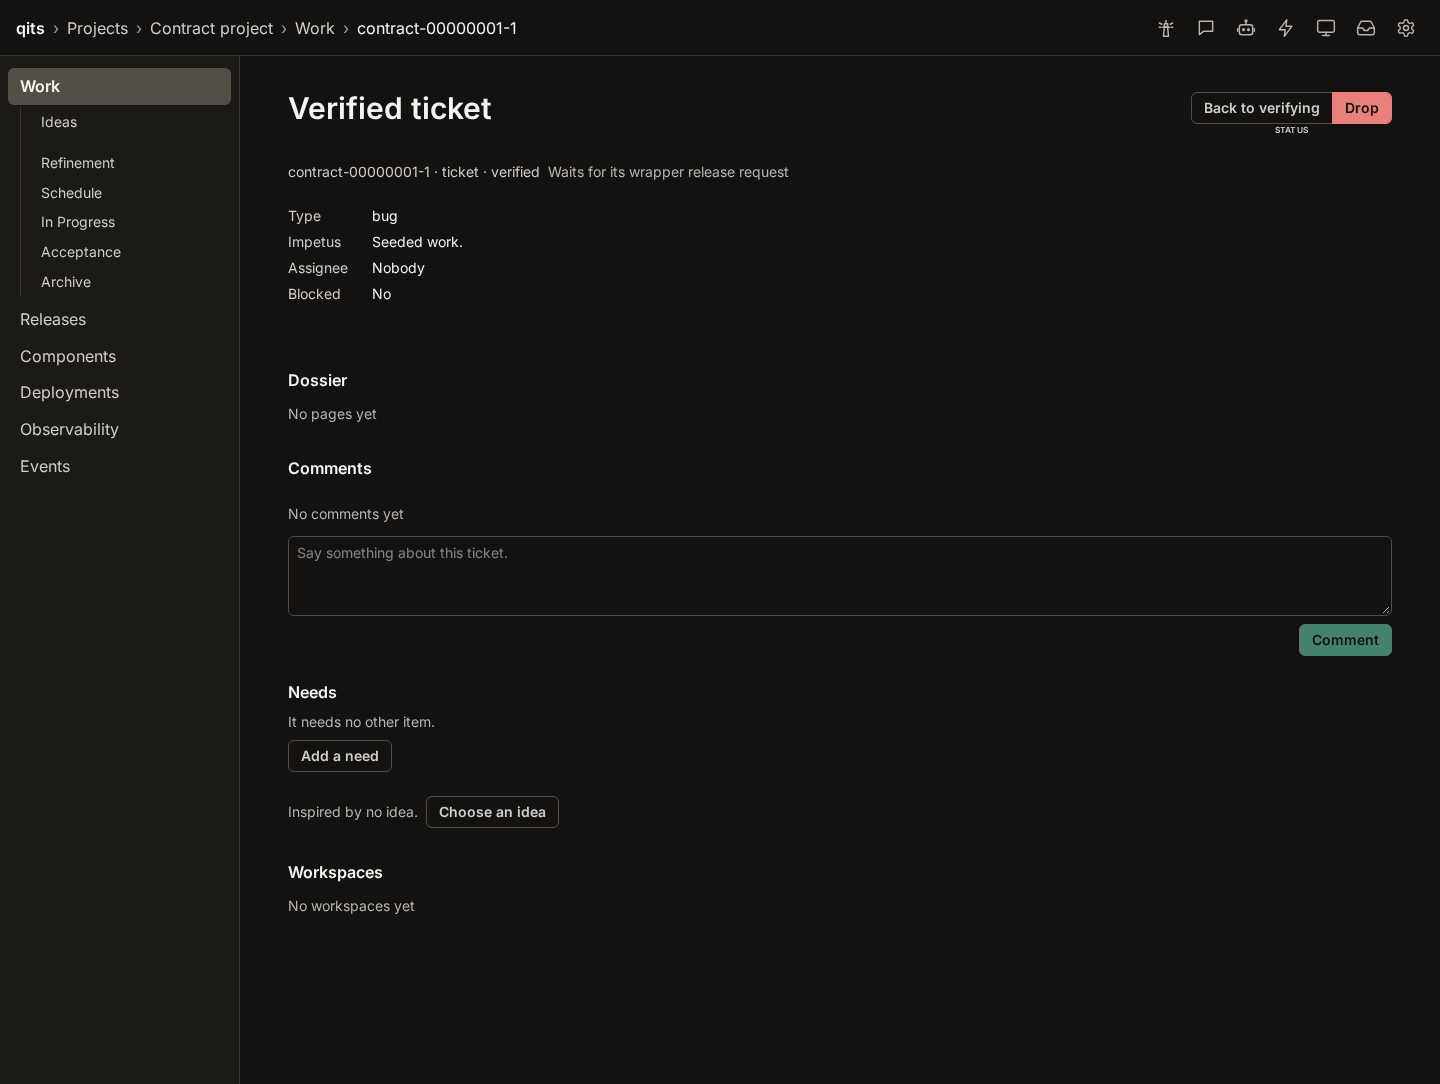 qits › Projects › Contract project › Work › contract-00000001-1
Work
Ideas
Refinement
Schedule
In Progress
Acceptance
Archive
Releases
Components
Deployments
Observability
Events
Verified ticket
Back to verifying
Drop
STATUS
contract-00000001-1 · ticket · verified Waits for its wrapper release request
Type bug
Impetus Seeded work.
Assignee Nobody
Blocked No
Dossier
No pages yet
Comments
No comments yet
Say something about this ticket.
Comment
Needs
It needs no other item.
Add a need
Inspired by no idea. Choose an idea
Workspaces
No workspaces yet